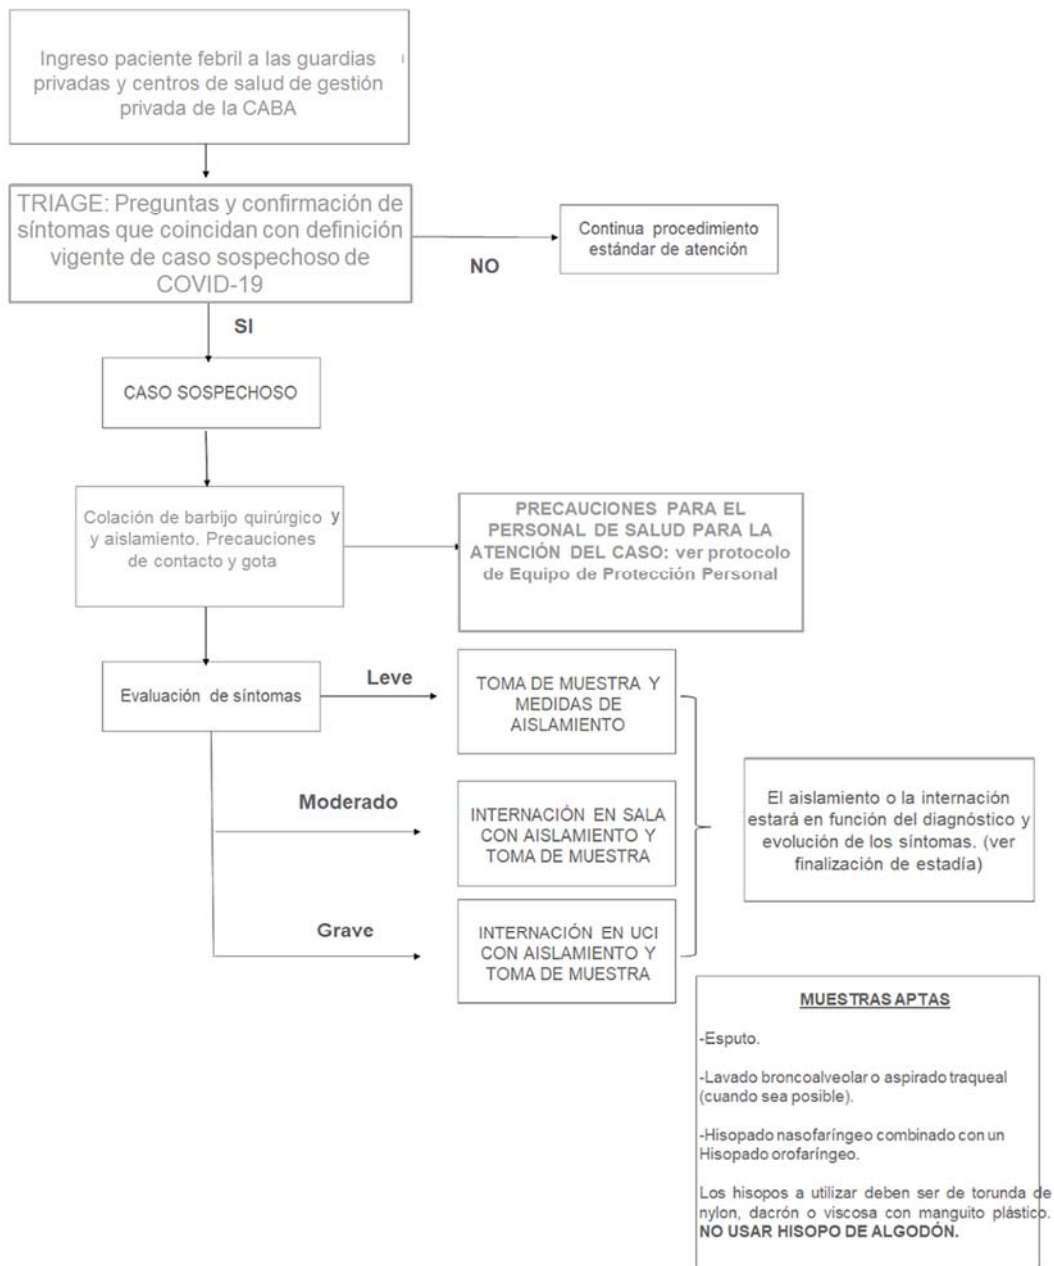 Ingreso paciente febril a las guardias
privadas y centros de salud de gestión
privada de la CABA
TRIAGE: Preguntas y confirmación de
síntomas que coincidan con definición
vigente de caso sospechoso de
COVID-19
NO
Continua procedimiento
estándar de atención
SI
CASO SOSPECHOSO
Colación de barbijo quirúrgico y
y aislamiento. Precauciones
de contacto y gota
PRECAUCIONES PARA EL
PERSONAL DE SALUD PARA LA
ATENCIÓN DEL CASO: ver protocolo
de Equipo de Protección Personal
Evaluación de síntomas
Leve
TOMA DE MUESTRA Y
MEDIDAS DE
AISLAMIENTO
Moderado
INTERNACIÓN EN SALA
CON AISLAMIENTO Y
TOMA DE MUESTRA
Grave
INTERNACIÓN EN UCI
CON AISLAMIENTO Y
TOMA DE MUESTRA
El aislamiento o la internación
estará en función del diagnóstico y
evolución de los síntomas. (ver
finalización de estadía)
MUESTRAS APTAS
-Esputo.
-Lavado broncoalveolar o aspirado traqueal
(cuando sea posible).
-Hisopado nasofaríngeo combinado con un
Hisopado orofaríngeo.
Los hisopos a utilizar deben ser de torunda de
nylon, dacrón o viscosa con manguito plástico.
NO USAR HISOPO DE ALGODÓN.